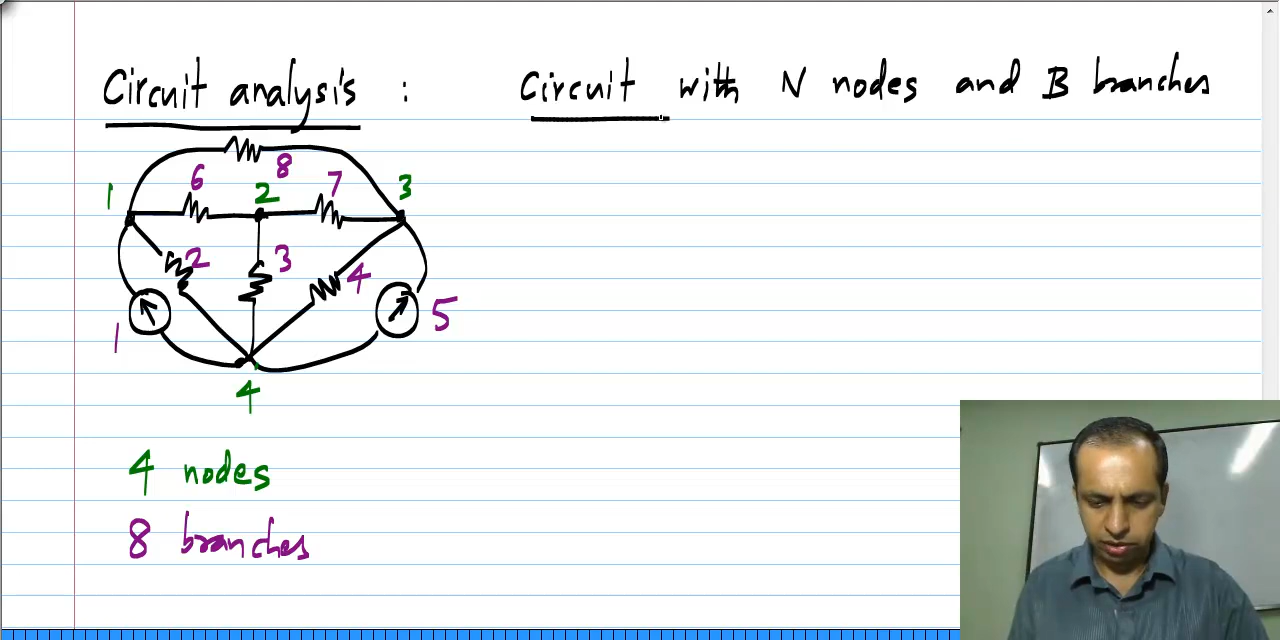 Circuit analysis : Circuit with N nodes and B branches
8
6 7
1 2 3
2 3 4
1 5
4
4 nodes
8 branches